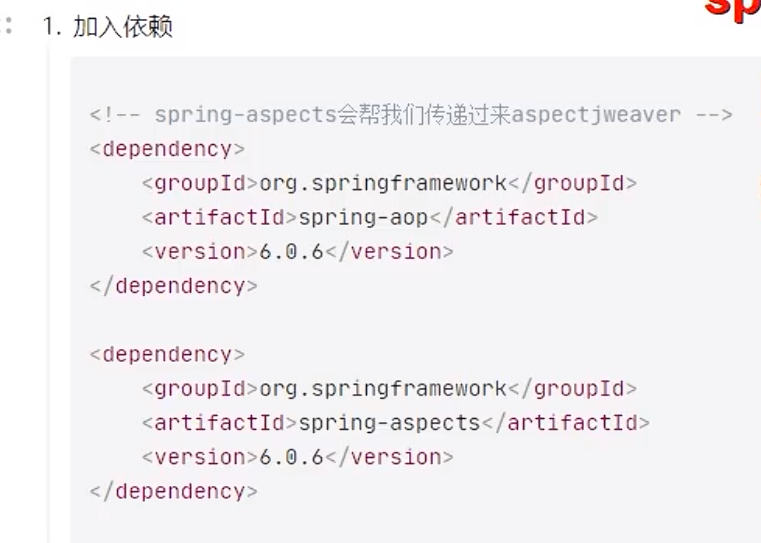 sp
1. 加入依赖
<!-- spring-aspects会帮我们传递过来aspectjweaver -->
<dependency>
    <groupId>org.springframework</groupId>
    <artifactId>spring-aop</artifactId>
    <version>6.0.6</version>
</dependency>
<dependency>
    <groupId>org.springframework</groupId>
    <artifactId>spring-aspects</artifactId>
    <version>6.0.6</version>
</dependency>